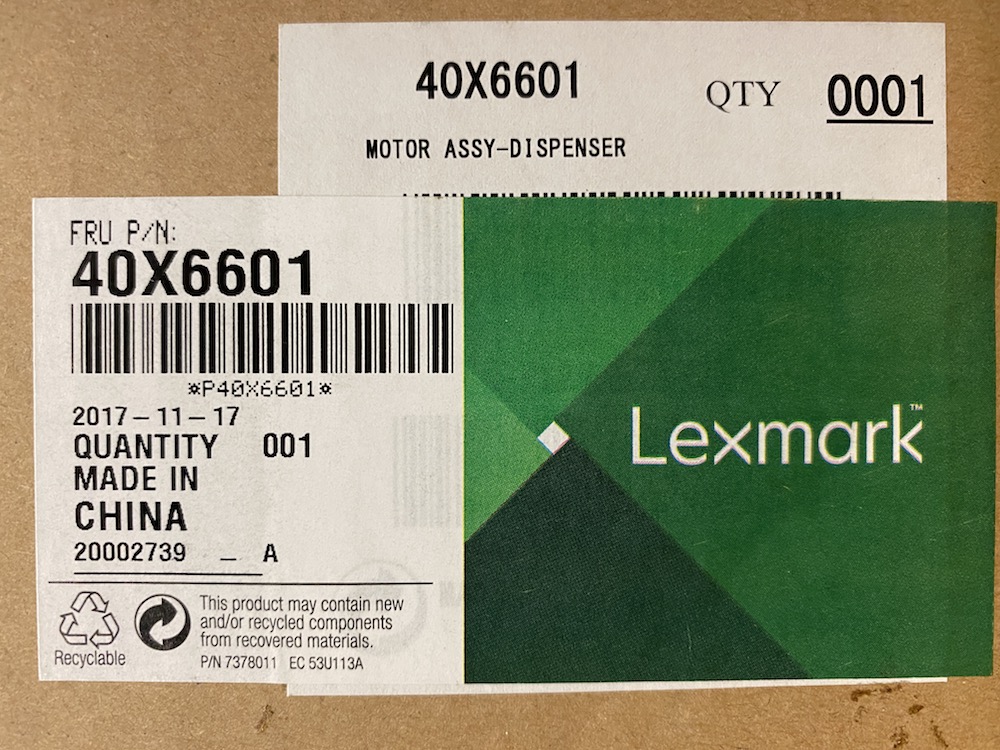 40X6601 QTY 0001
MOTOR ASSY-DISPENSER
FRU P/N:
40X6601
*P40X6601*
2017-11-17
QUANTITY 001
MADE IN
CHINA
20002739 – A
This product may contain new
and/or recycled components
from recovered materials.
Recyclable
P/N 7378011 EC 53U113A
Lexmark™